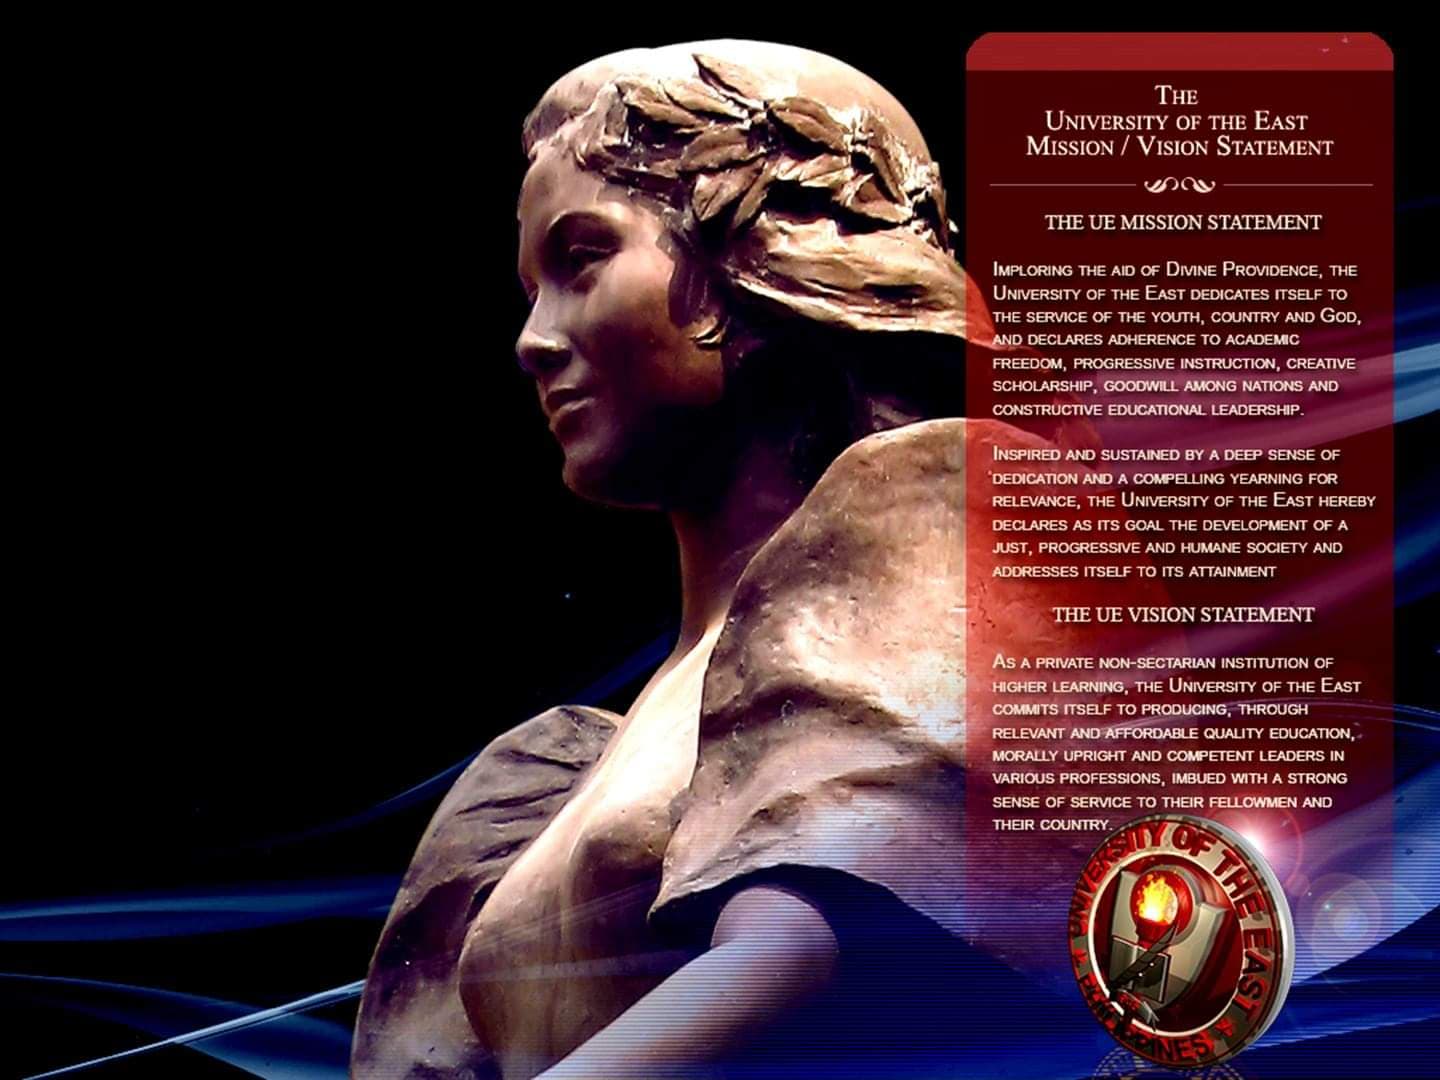 THE
UNIVERSITY OF THE EAST
MISSION / VISION STATEMENT
THE UE MISSION STATEMENT
IMPLORING THE AID OF DIVINE PROVIDENCE, THE
UNIVERSITY OF THE EAST DEDICATES ITSELF TO
THE SERVICE OF THE YOUTH, COUNTRY AND GOD,
AND DECLARES ADHERENCE TO ACADEMIC
FREEDOM, PROGRESSIVE INSTRUCTION, CREATIVE
SCHOLARSHIP, GOODWILL AMONG NATIONS AND
CONSTRUCTIVE EDUCATIONAL LEADERSHIP.
INSPIRED AND SUSTAINED BY A DEEP SENSE OF
DEDICATION AND A COMPELLING YEARNING FOR
RELEVANCE, THE UNIVERSITY OF THE EAST HEREBY
DECLARES AS ITS GOAL THE DEVELOPMENT OF A
JUST, PROGRESSIVE AND HUMANE SOCIETY AND
ADDRESSES ITSELF TO ITS ATTAINMENT
THE UE VISION STATEMENT
AS A PRIVATE NON-SECTARIAN INSTITUTION OF
HIGHER LEARNING, THE UNIVERSITY OF THE EAST
COMMITS ITSELF TO PRODUCING, THROUGH
RELEVANT AND AFFORDABLE QUALITY EDUCATION,
MORALLY UPRIGHT AND COMPETENT LEADERS IN
VARIOUS PROFESSIONS, IMBUED WITH A STRONG
SENSE OF SERVICE TO THEIR FELLOWMEN AND
THEIR COUNTRY.
UNIVERSITY OF THE EAST
PHILIPPINES